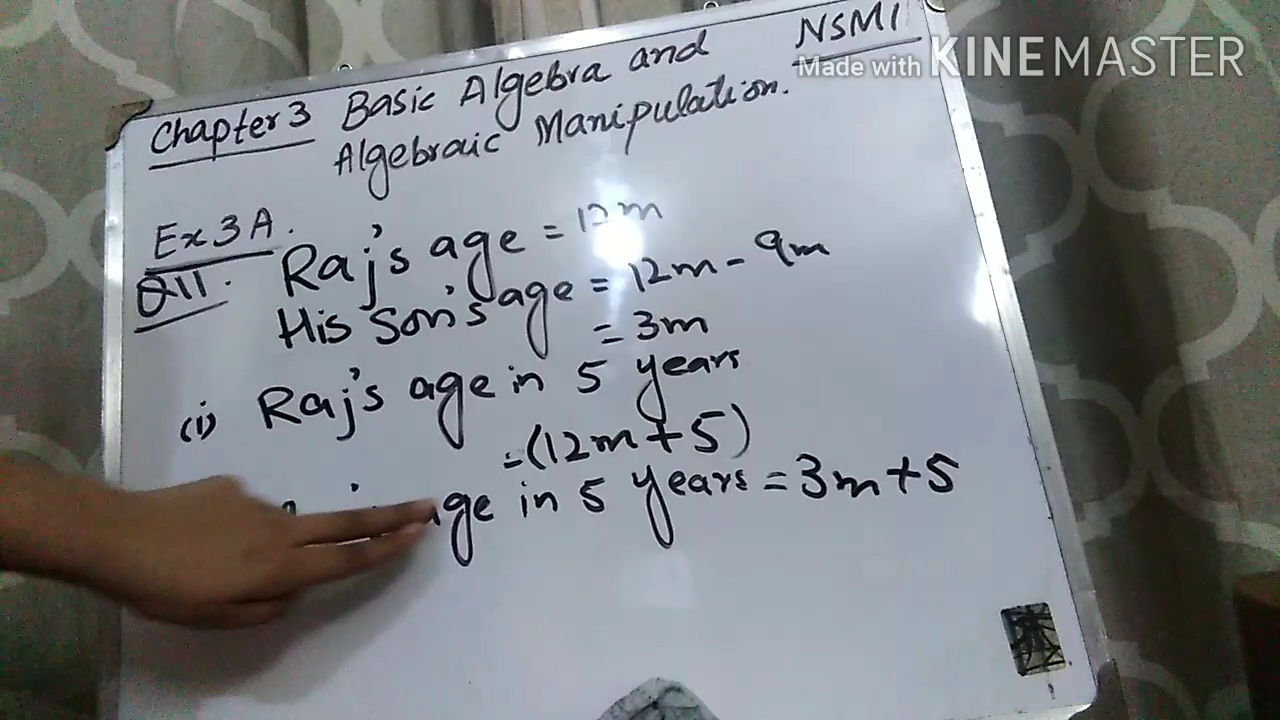 NSM1
Made with KINEMASTER
Chapter 3 Basic Algebra and
Algebraic Manipulation.
Ex 3A.
Q11. Raj's age = 12m
His son's age = 12m - 9m
= 3m
(i) Raj's age in 5 years
= (12m + 5)
age in 5 years = 3m + 5